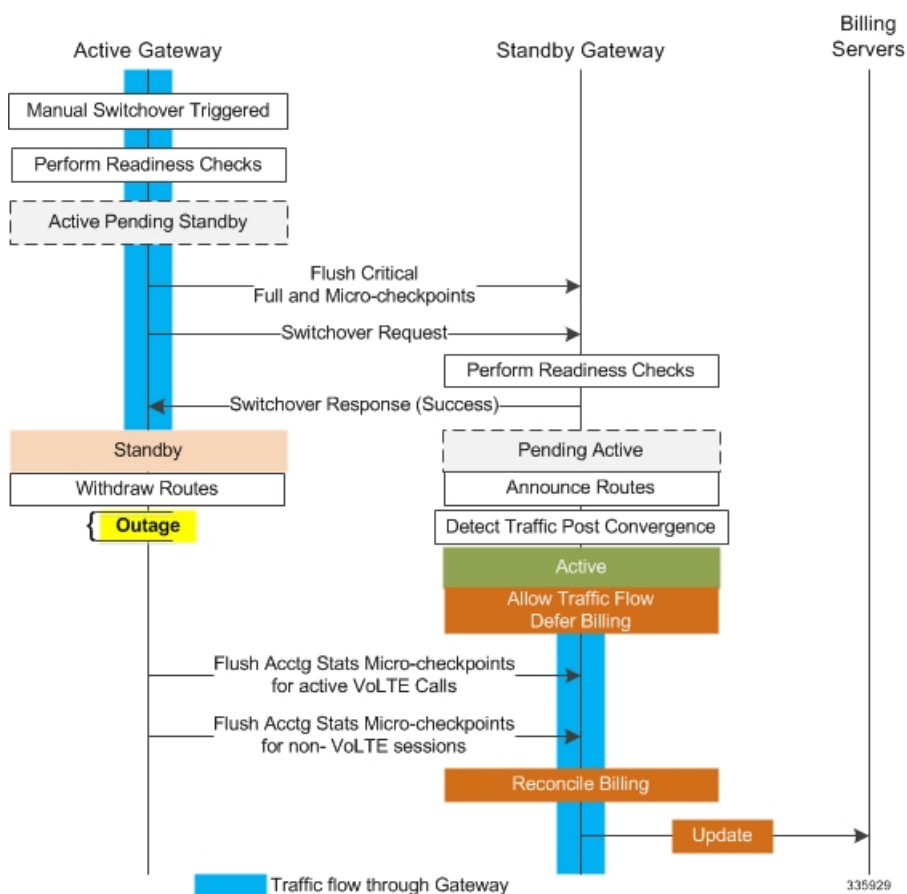 Billing
Servers
Active Gateway
Standby Gateway
Manual Switchover Triggered
Perform Readiness Checks
Active Pending Standby
Flush Critical
Full and Micro-checkpoints
Switchover Request
Perform Readiness Checks
Switchover Response (Success)
Standby
Pending Active
Withdraw Routes
Announce Routes
{ Outage
Detect Traffic Post Convergence
Active
Allow Traffic Flow
Defer Billing
Flush Acctg Stats Micro-checkpoints
for active VoLTE Calls
Flush Acctg Stats Micro-checkpoints
for non- VoLTE sessions
Reconcile Billing
Update
Traffic flow through Gateway
335929